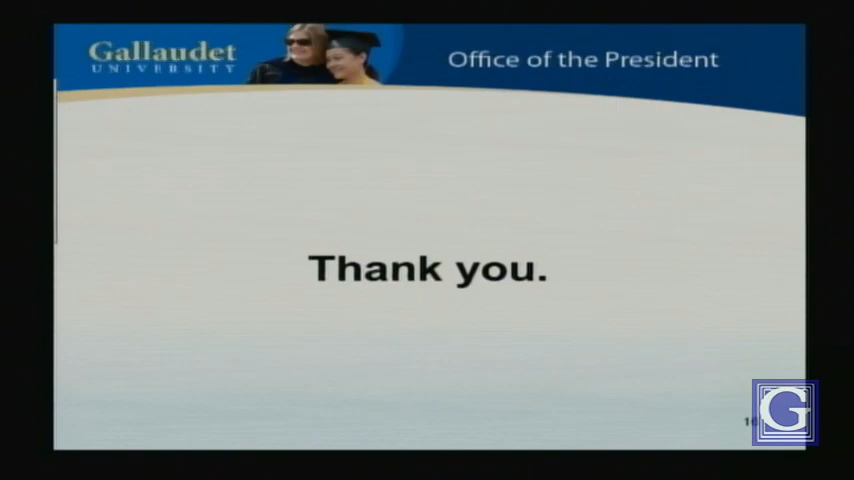 Gallaudet
UNIVERSITY
Office of the President
Thank you.
G